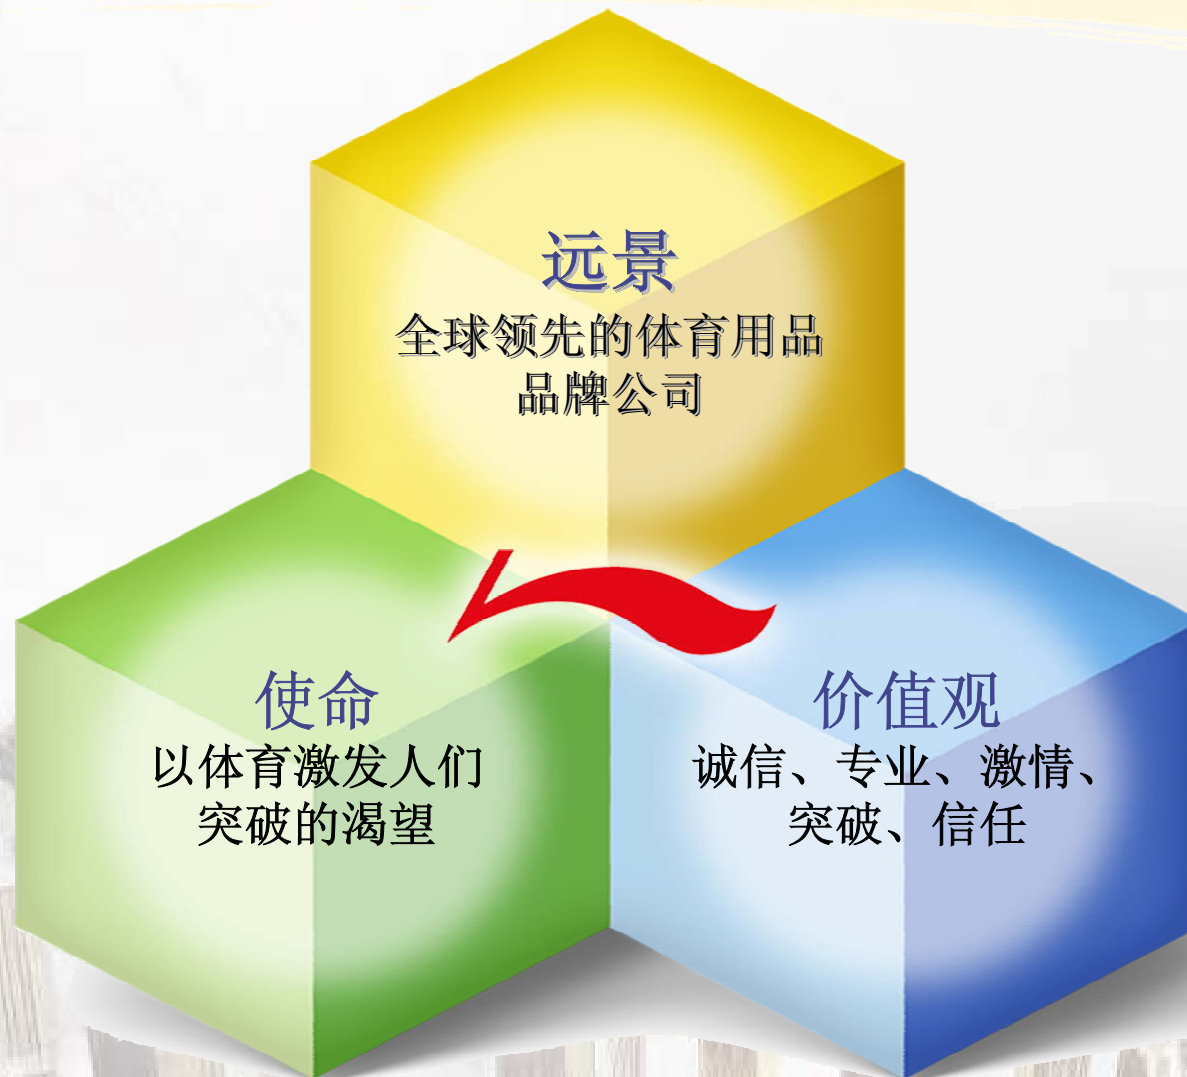 远景
全球领先的体育用品
品牌公司
使命
以体育激发人们
突破的渴望
价值观
诚信、专业、激情、
突破、信任